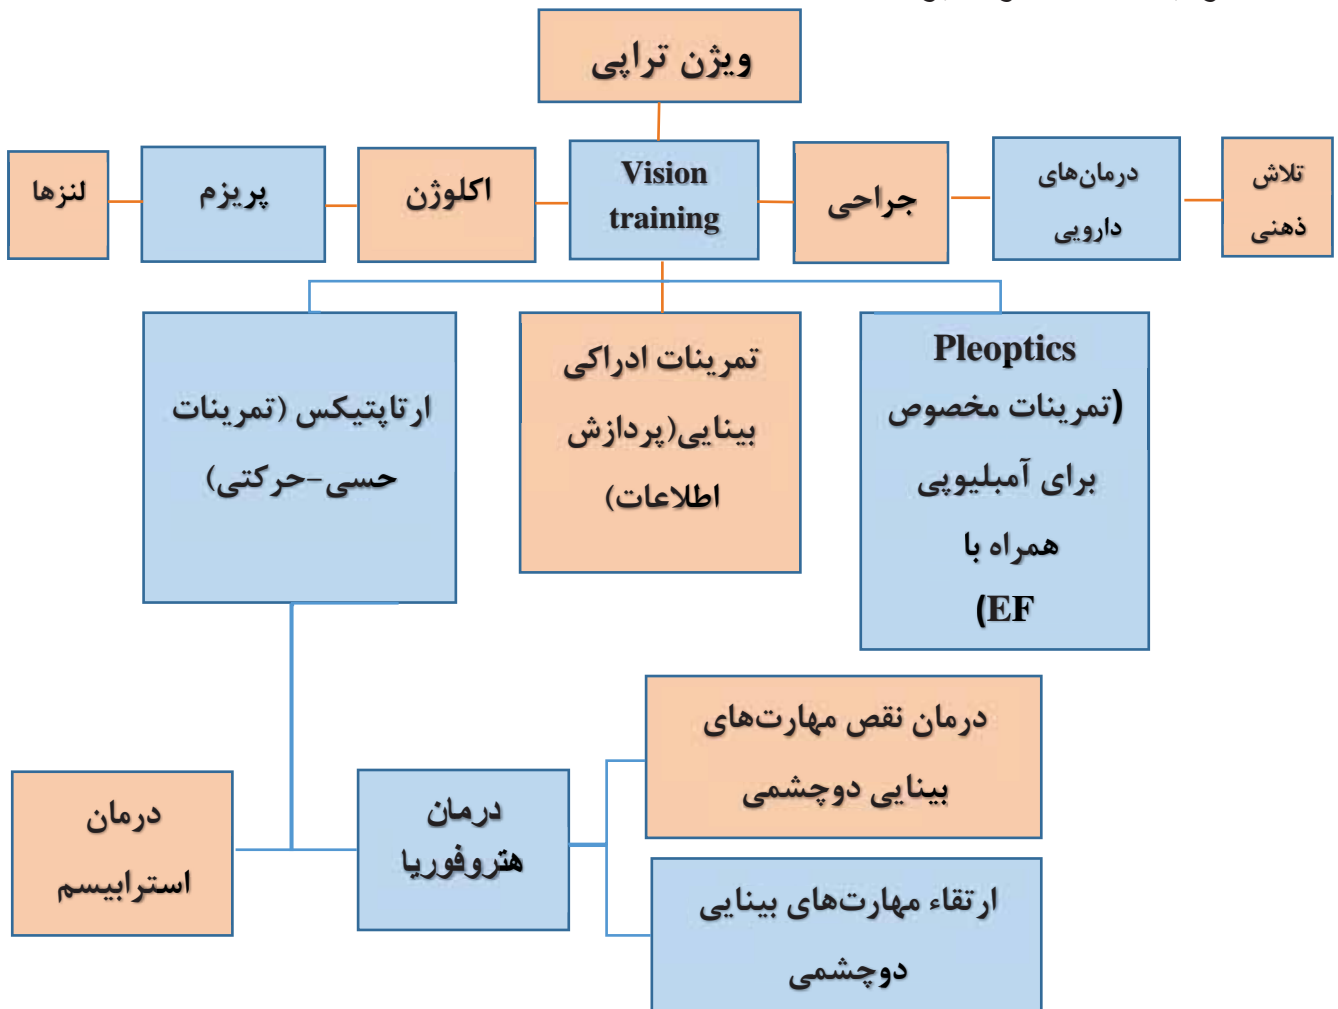 ویژن تراپی
تلاش
ذهنی
درمان‌های
دارویی
جراحی
Vision
training
اکلوژن
پریزم
لنزها
Pleoptics
(تمرینات مخصوص
برای آمبلیوپی
همراه با
EF)
تمرینات ادراکی
بینایی(پردازش
اطلاعات)
ارتاپتیکس (تمرینات
حسی-حرکتی)
درمان نقص مهارت‌های
بینایی دوچشمی
درمان
هتروفوریا
درمان
استرابیسم
ارتقاء مهارت‌های بینایی
دوچشمی